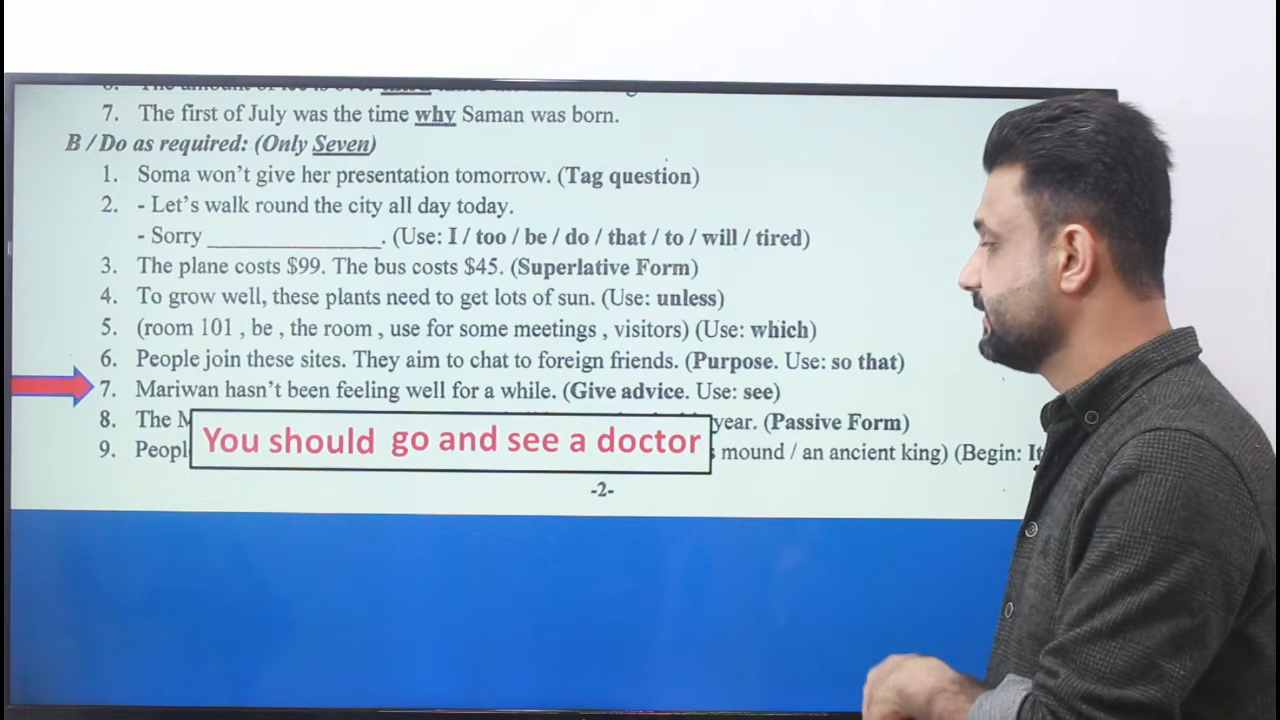 7. The first of July was the time why Saman was born.
B / Do as required: (Only Seven)
1. Soma won't give her presentation tomorrow. (Tag question)
2. - Let's walk round the city all day today.
- Sorry _______________. (Use: I / too / be / do / that / to / will / tired)
3. The plane costs $99. The bus costs $45. (Superlative Form)
4. To grow well, these plants need to get lots of sun. (Use: unless)
5. (room 101 , be , the room , use for some meetings , visitors) (Use: which)
6. People join these sites. They aim to chat to foreign friends. (Purpose. Use: so that)
7. Mariwan hasn't been feeling well for a while. (Give advice. Use: see)
8. The year. (Passive Form)
You should go and see a doctor
9. mound / an ancient king) (Begin: It
-2-